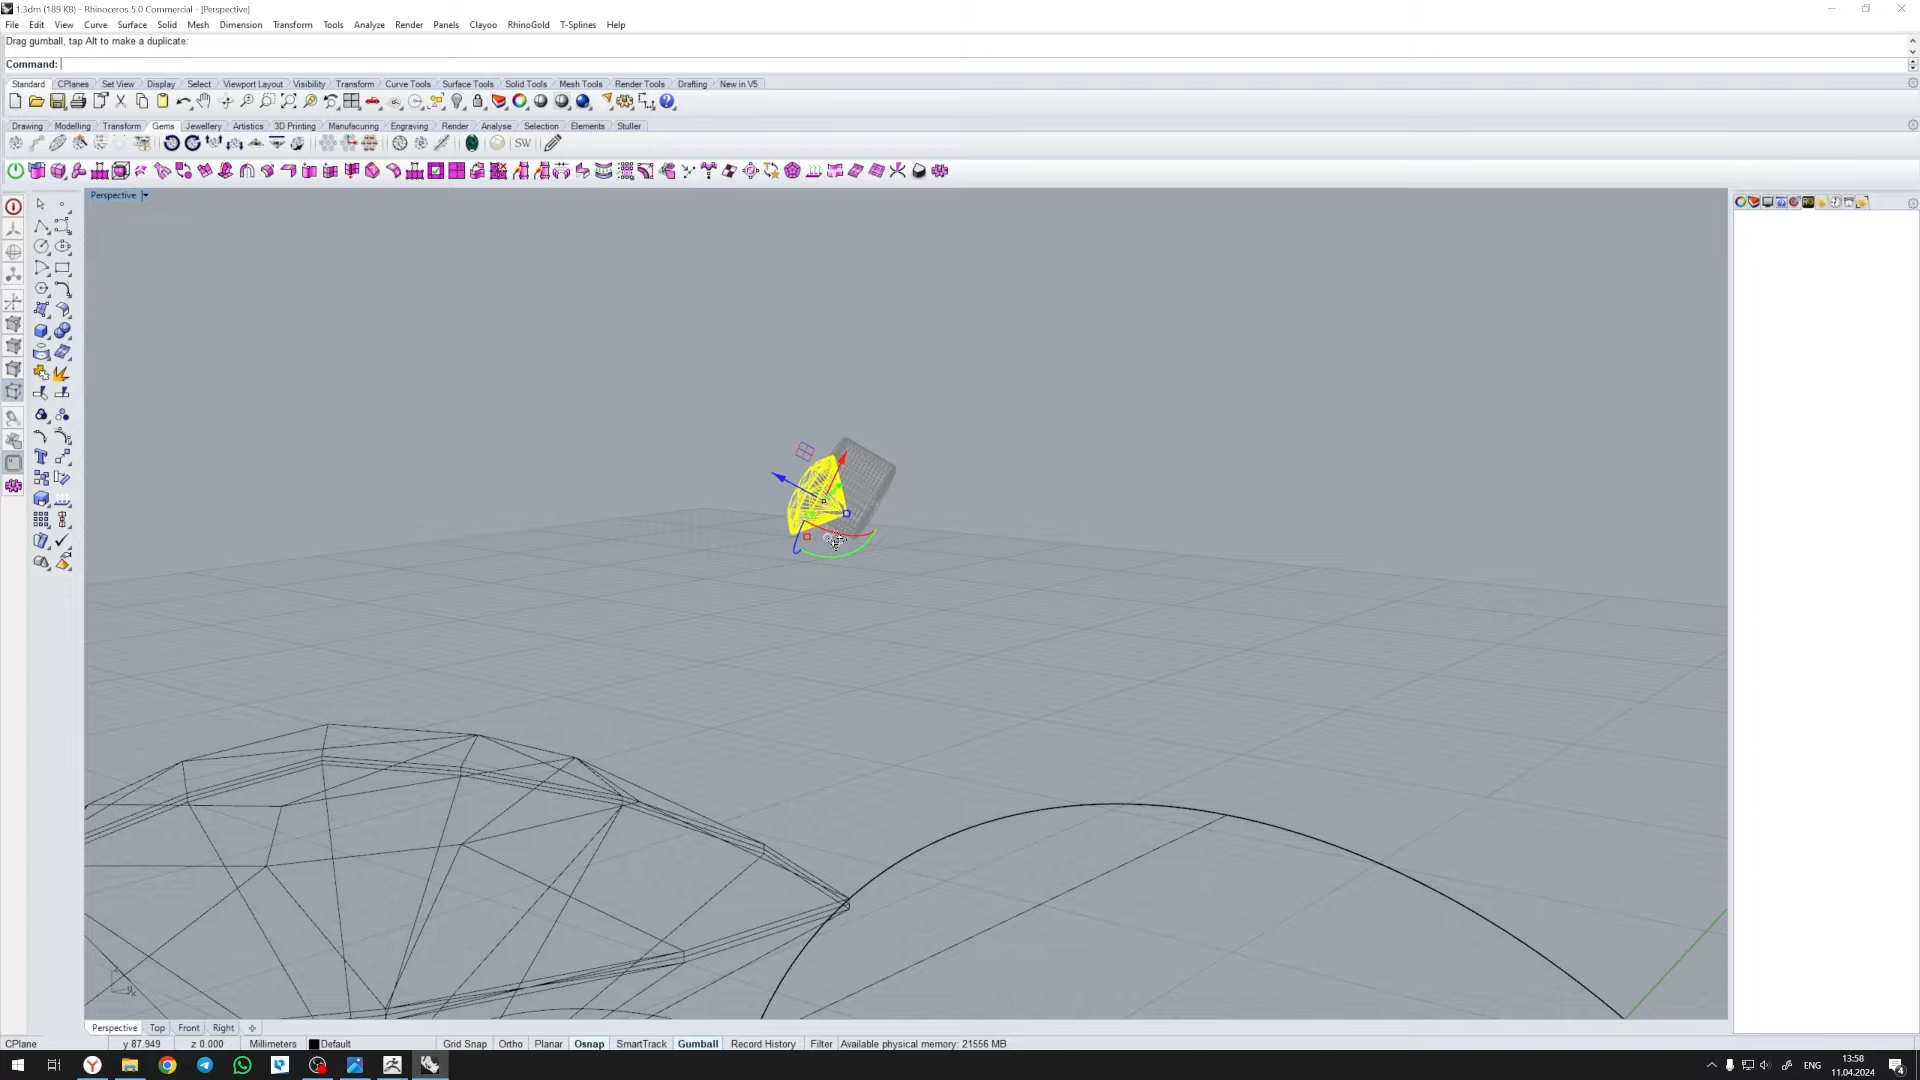 1.3dm (189 KB) - Rhinoceros 5.0 Commercial - [Perspective]
File Edit View Curve Surface Solid Mesh Dimension Transform Tools Analyze Render Panels Clayoo RhinoGold T-Splines Help
Drag gumball, tap Alt to make a duplicate:
Command:
Standard CPlanes Set View Display Select Viewport Layout Visibility Transform Curve Tools Surface Tools Solid Tools Mesh Tools Render Tools Drafting New in V5
Drawing Modelling Transform Gems Jewellery Artistics 3D Printing Manufacuring Engraving Render Analyse Selection Elements Stuller
SW
Perspective
Perspective Top Front Right
CPlane y 87.949 z 0.000 Millimeters Default Grid Snap Ortho Planar Osnap SmartTrack Gumball Record History Filter Available physical memory: 21556 MB
ENG
13:58
11.04.2024